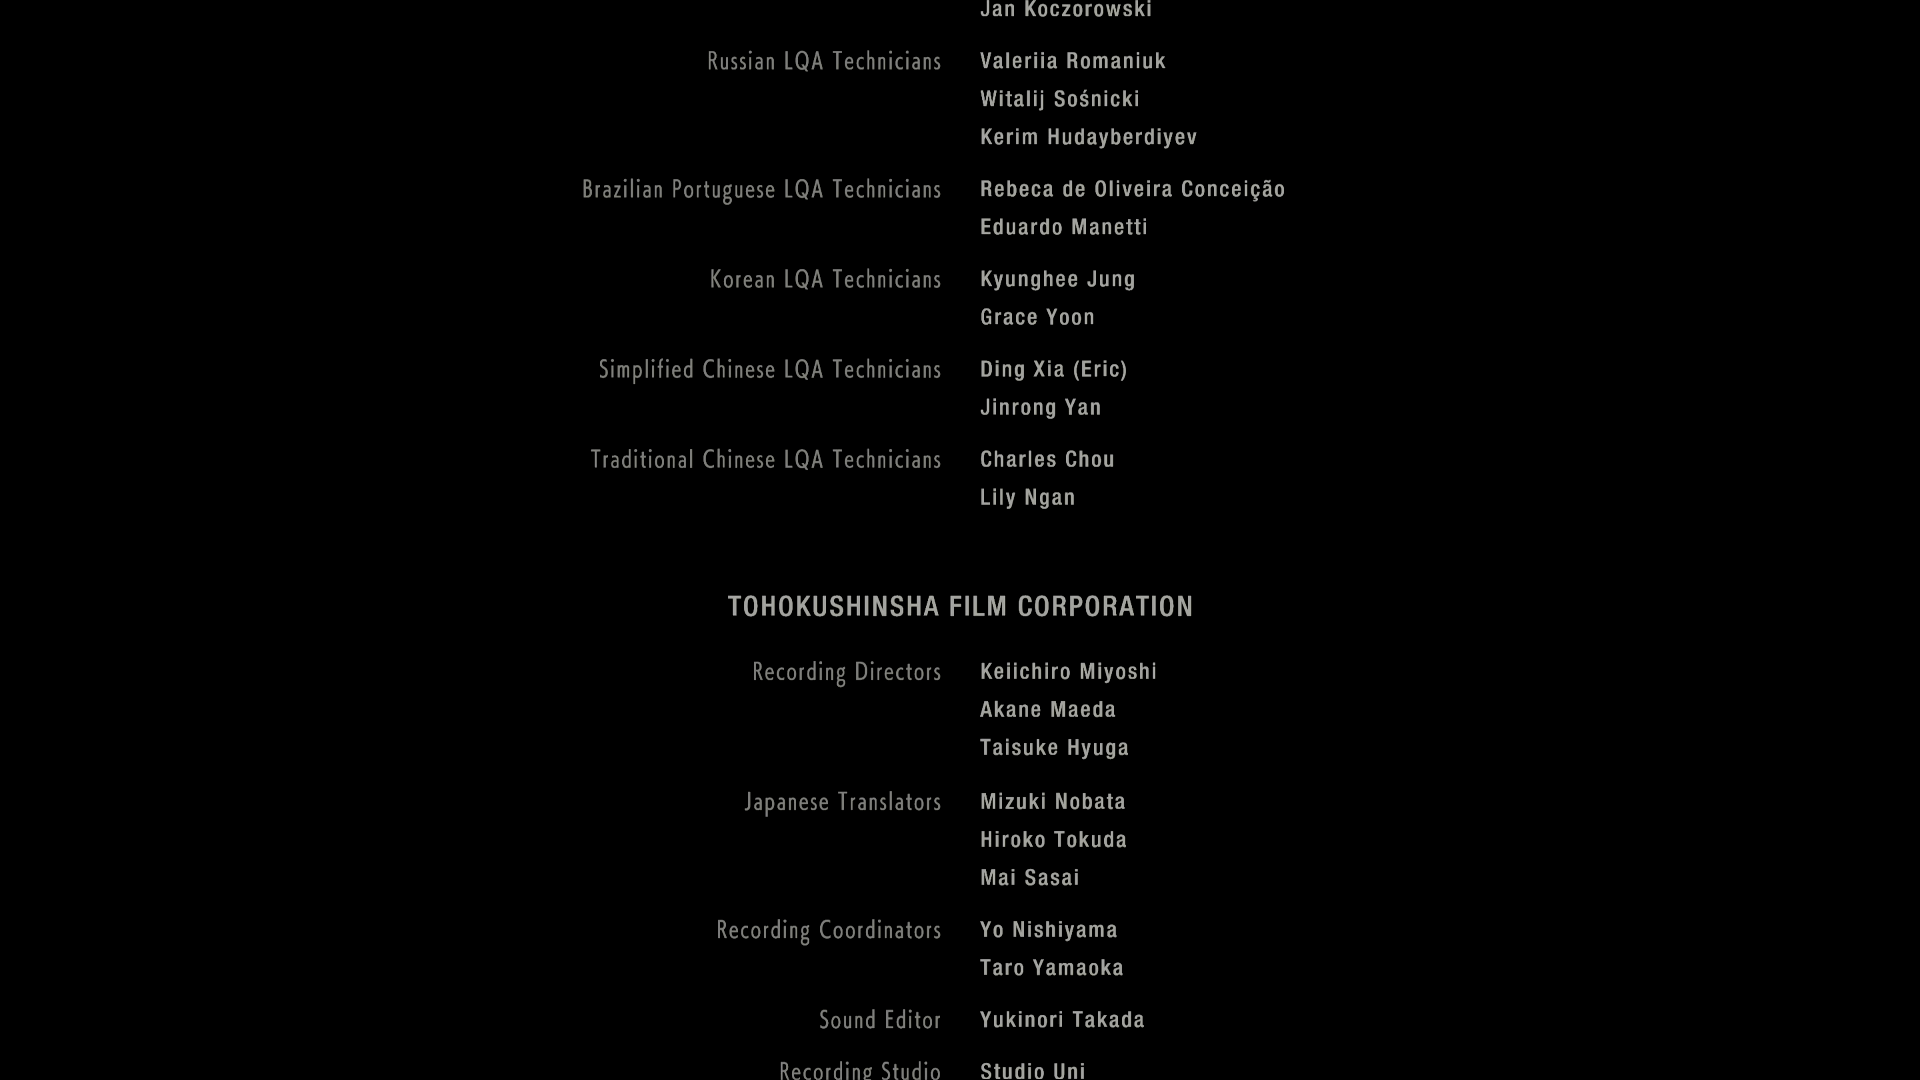 Jan Koczorowski
Russian LQA Technicians Valeriia Romaniuk
Witalij Sośnicki
Kerim Hudayberdiyev
Brazilian Portuguese LQA Technicians Rebeca de Oliveira Conceição
Eduardo Manetti
Korean LQA Technicians Kyunghee Jung
Grace Yoon
Simplified Chinese LQA Technicians Ding Xia (Eric)
Jinrong Yan
Traditional Chinese LQA Technicians Charles Chou
Lily Ngan
TOHOKUSHINSHA FILM CORPORATION
Recording Directors Keiichiro Miyoshi
Akane Maeda
Taisuke Hyuga
Japanese Translators Mizuki Nobata
Hiroko Tokuda
Mai Sasai
Recording Coordinators Yo Nishiyama
Taro Yamaoka
Sound Editor Yukinori Takada
Recording Studio Studio Uni